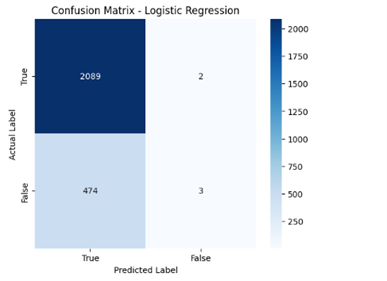 Confusion Matrix - Logistic Regression
True
2089
2
False
474
3
True
False
Actual Label
Predicted Label
2000
1750
1500
1250
1000
750
500
250